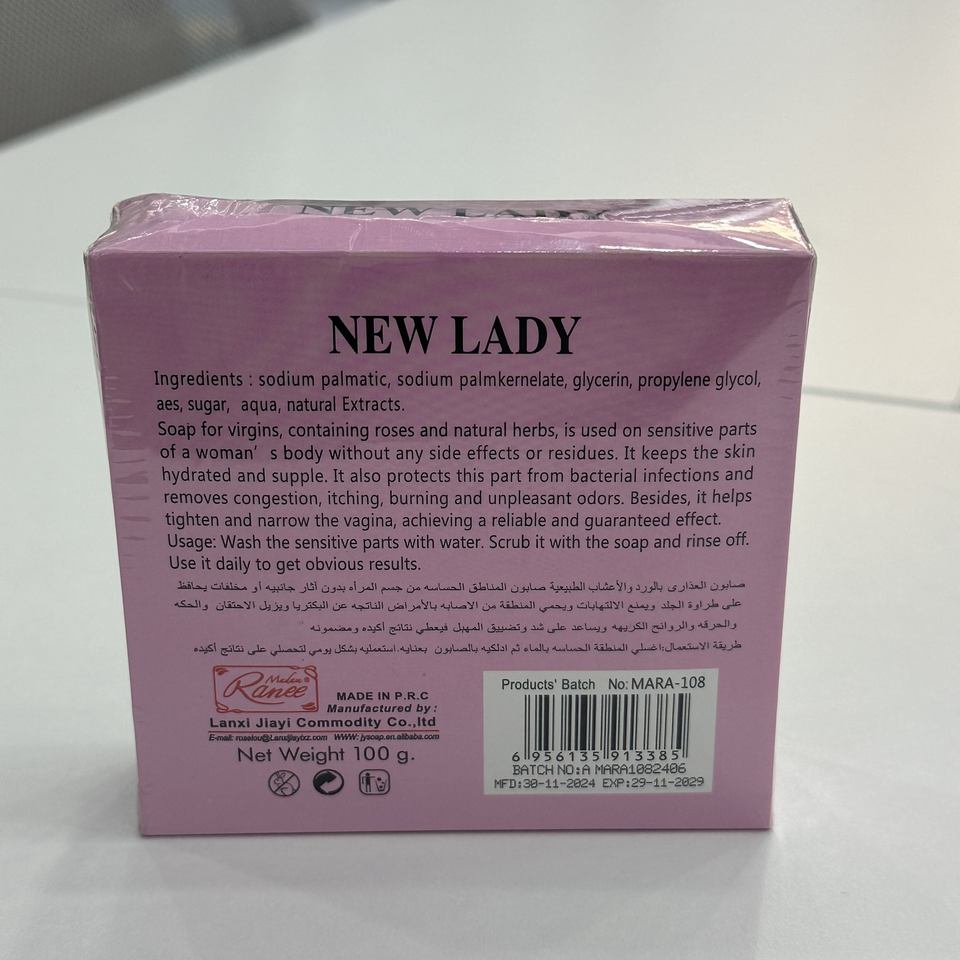 NEW LADY
NEW LADY
Ingredients : sodium palmatic, sodium palmkernelate, glycerin, propylene glycol,
aes, sugar, aqua, natural Extracts.
Soap for virgins, containing roses and natural herbs, is used on sensitive parts
of a woman' s body without any side effects or residues. It keeps the skin
hydrated and supple. It also protects this part from bacterial infections and
removes congestion, itching, burning and unpleasant odors. Besides, it helps
tighten and narrow the vagina, achieving a reliable and guaranteed effect.
Usage: Wash the sensitive parts with water. Scrub it with the soap and rinse off.
Use it daily to get obvious results.
صابون العذارى بالورد والأعشاب الطبيعية صابون المناطق الحساسه من جسم المرأه بدون آثار جانبيه أو مخلفات يحافظ
على طراوة الجلد ويمنع الالتهابات ويحمي المنطقة من الاصابه بالأمراض الناتجه عن البكتريا ويزيل الاحتقان والحكه
والحرقه والروائح الكريهه ويساعد على شد وتضييق المهبل فيعطي نتائج أكيده ومضمونه
طريقة الاستعمال:اغسلي المنطقة الحساسه بالماء ثم ادلكيه بالصابون بعنايه.استعمليه بشكل يومي لتحصلي على نتائج أكيده
Malea ®
Ranee
MADE IN P.R.C
Manufactured by :
Lanxi Jiayi Commodity Co.,ltd
WWW: jysoap.en.alibaba.com
Net Weight 100 g.
Products' Batch No: MARA-108
6 956135 913385
BATCH NO:A MARA1082406
MFD:30-11-2024 EXP:29-11-2029